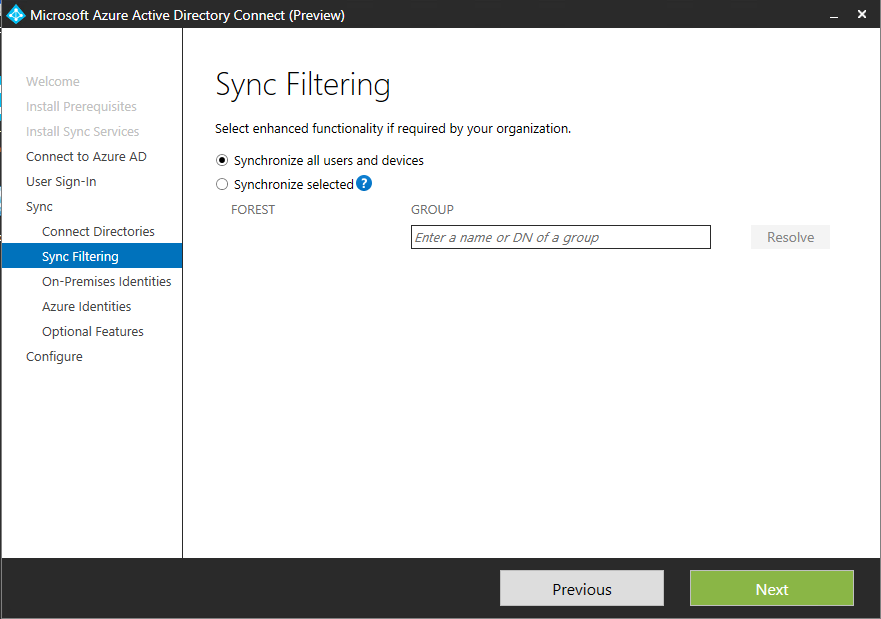 Microsoft Azure Active Directory Connect (Preview)
Welcome
Install Prerequisites
Install Sync Services
Connect to Azure AD
User Sign-In
Sync
Connect Directories
Sync Filtering
On-Premises Identities
Azure Identities
Optional Features
Configure
Sync Filtering
Select enhanced functionality if required by your organization.
Synchronize all users and devices
Synchronize selected ?
FOREST GROUP
Enter a name or DN of a group Resolve
Previous Next